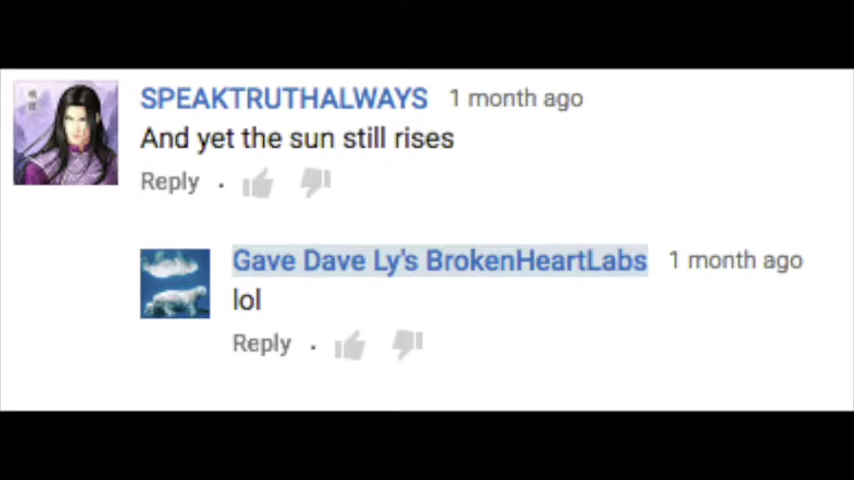 SPEAKTRUTHALWAYS 1 month ago
And yet the sun still rises
Reply .
Gave Dave Ly's BrokenHeartLabs 1 month ago
lol
Reply .